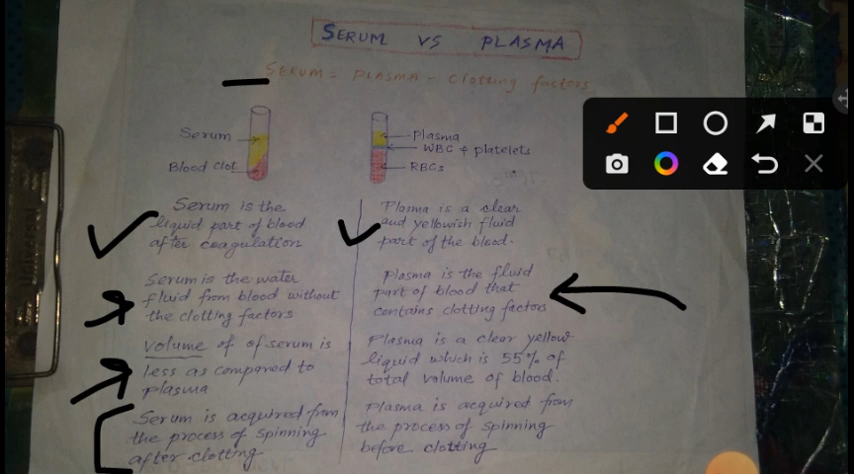 SERUM VS PLASMA
SERUM = PLASMA - Clotting factors
Serum
Blood Clot
Plasma
WBC + platelets
RBCs
Serum is the
liquid part of blood
after coagulation
Serum is the water
fluid from blood without
the clotting factors
Volume of of serum is
less as compared to
plasma
Serum is acquired from
the process of spinning
after clotting
Plasma is a clear
and yellowish fluid
part of the blood.
Plasma is the fluid
part of blood that
contains clotting factors
Plasma is a clear yellow
liquid which is 55% of
total volume of blood.
Plasma is acquired from
the process of spinning
before clotting